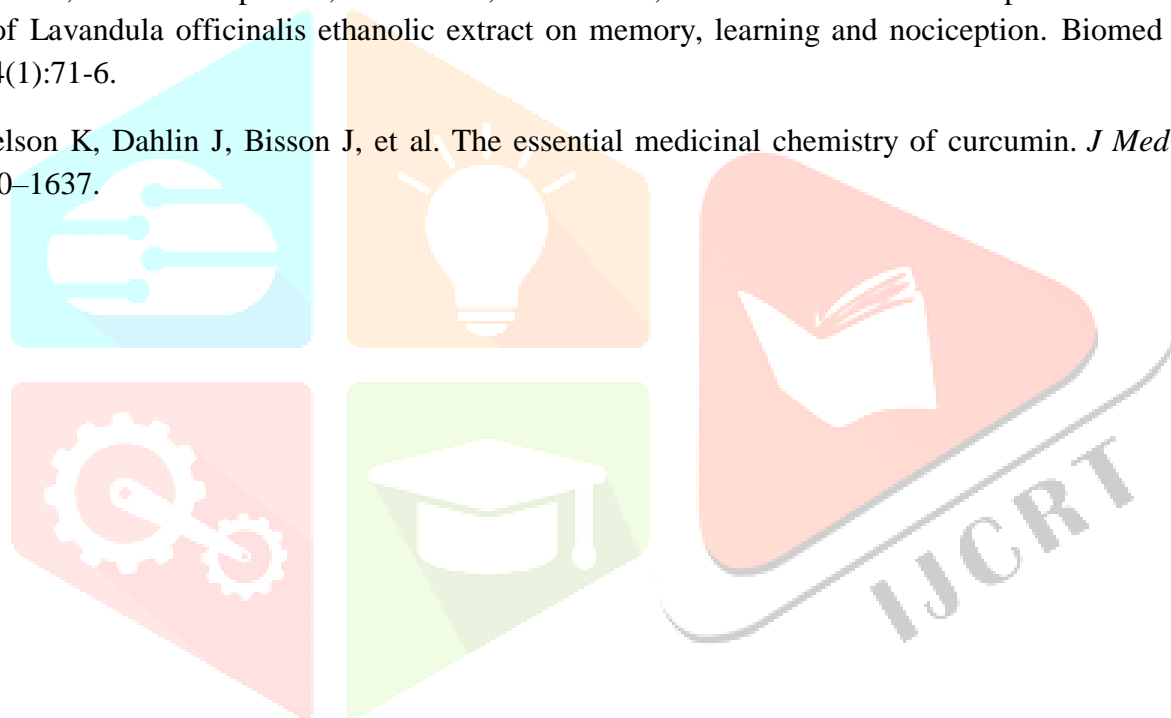 of Lavandula officinalis ethanolic extract on memory, learning and nociception. Biomed
4(1):71-6.
elson K, Dahlin J, Bisson J, et al. The essential medicinal chemistry of curcumin. J Med
0–1637.
IJCRT